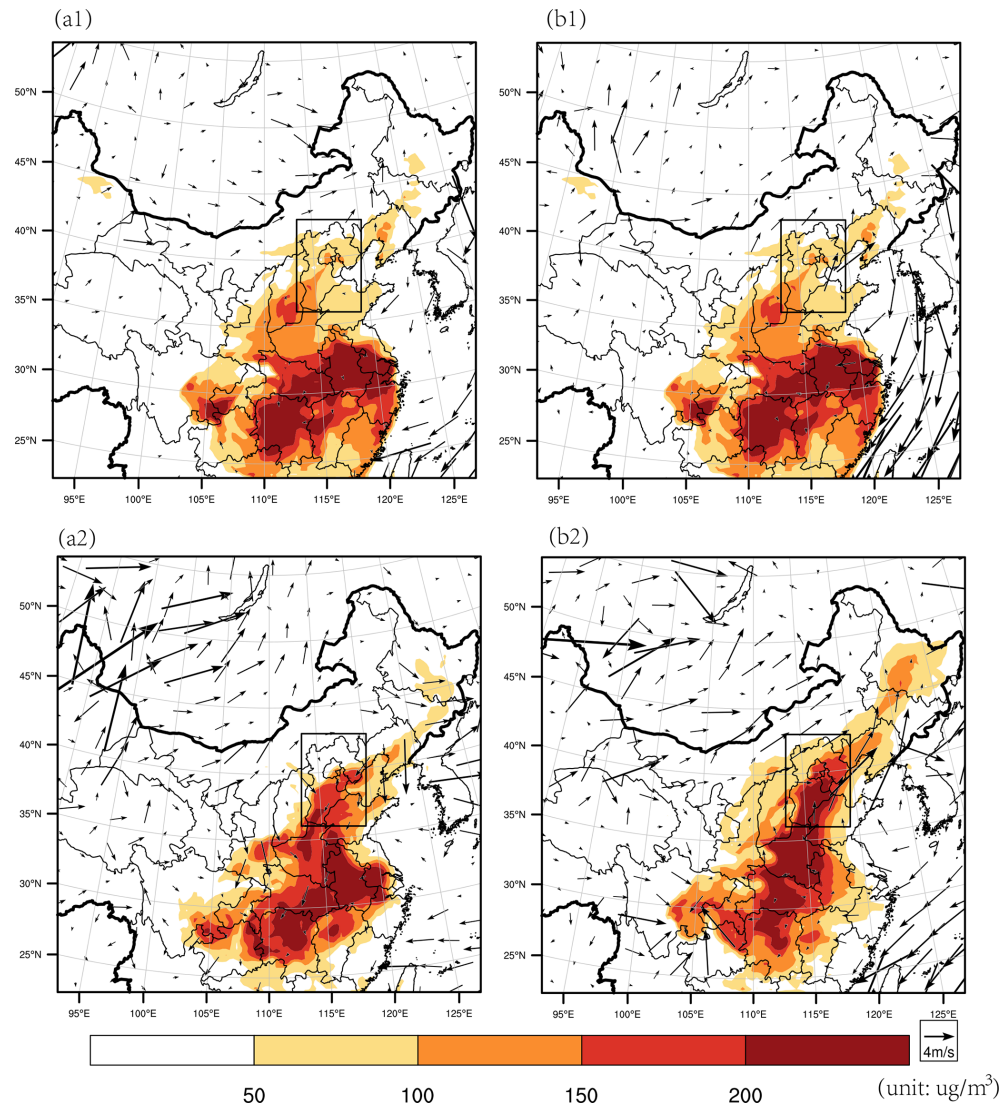 (a1)
(b1)
50°N
45°N
40°N
35°N
30°N
25°N
95°E
100°E
105°E
110°E
115°E
120°E
125°E
50°N
45°N
40°N
35°N
30°N
25°N
95°E
100°E
105°E
110°E
115°E
120°E
125°E
(a2)
(b2)
50°N
45°N
40°N
35°N
30°N
25°N
95°E
100°E
105°E
110°E
115°E
120°E
125°E
50°N
45°N
40°N
35°N
30°N
25°N
95°E
100°E
105°E
110°E
115°E
120°E
125°E
4m/s
50
100
150
200
(unit: ug/m³)